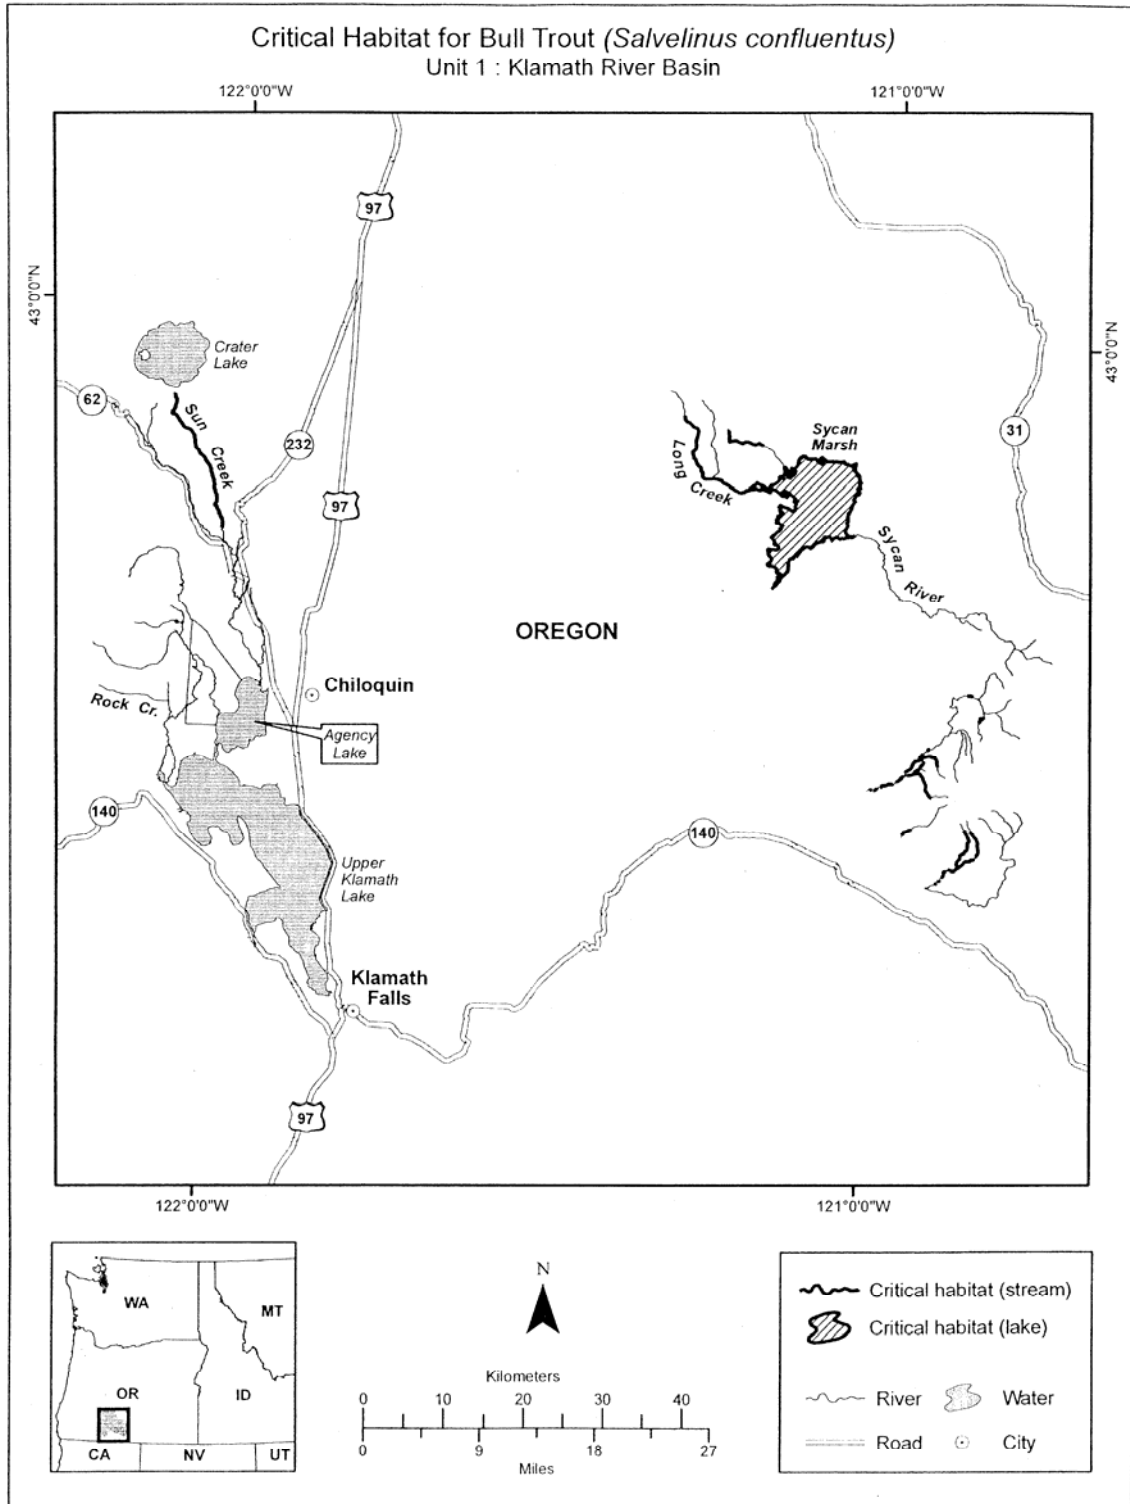 Critical Habitat for Bull Trout (Salvelinus confluentus)
Unit 1 : Klamath River Basin
122°0'0"W
121°0'0"W
43°0'0"N
43°0'0"N
97
Crater
Lake
62
Sun
Creek
232
97
31
Long
Creek
Sycan
Marsh
Sycan
River
OREGON
Rock Cr.
Chiloquin
Agency
Lake
140
140
Upper
Klamath
Lake
Klamath
Falls
97
122°0'0"W
121°0'0"W
WA
MT
OR
ID
CA
NV
UT
N
Kilometers
0 10 20 30 40
0 9 18 27
Miles
Critical habitat (stream)
Critical habitat (lake)
River
Water
Road
City